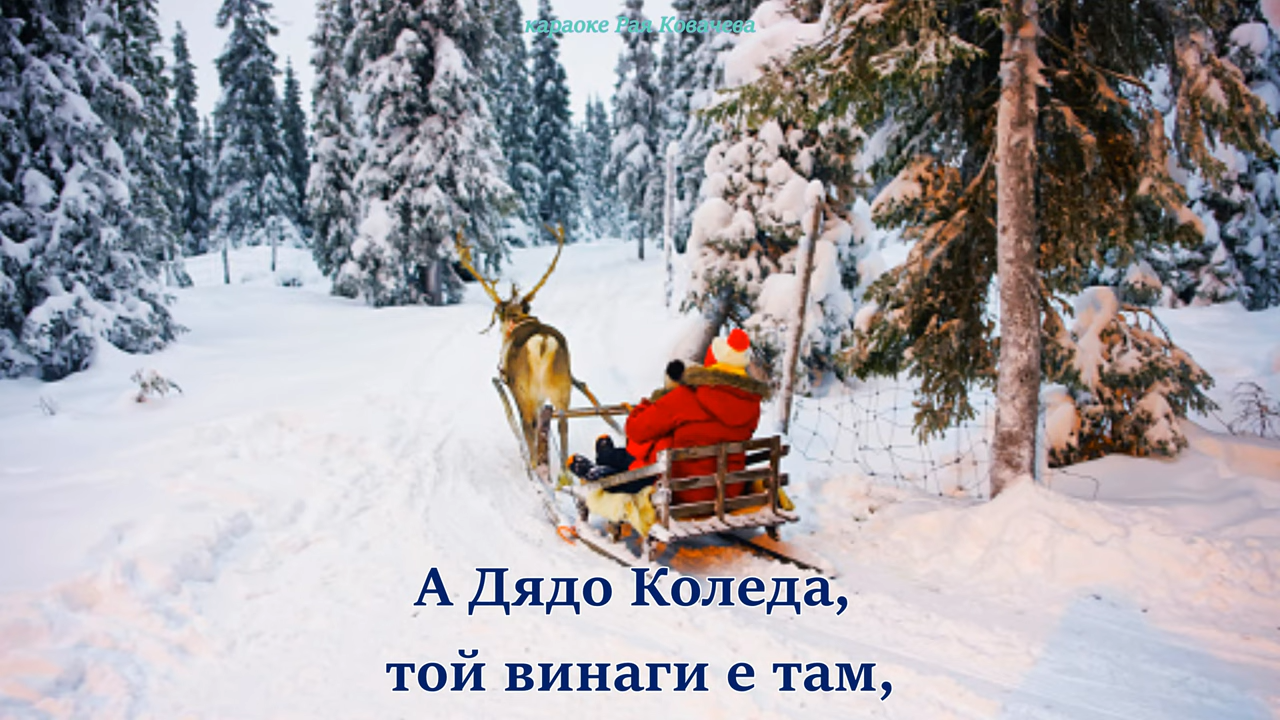 караоке Рая Ковачева
А Дядо Коледа,
той винаги е там,